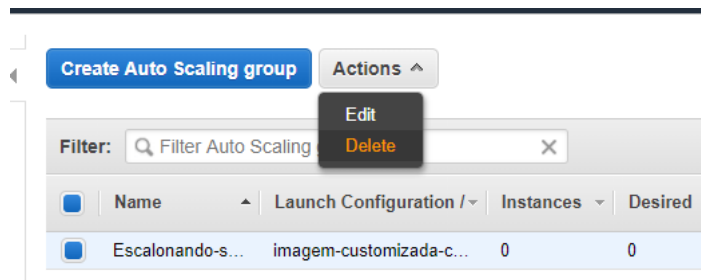 Create Auto Scaling group Actions
Edit
Filter: Filter Auto Scaling Delete
Name Launch Configuration / Instances Desired
Escalonando-s... imagem-customizada-c... 0 0